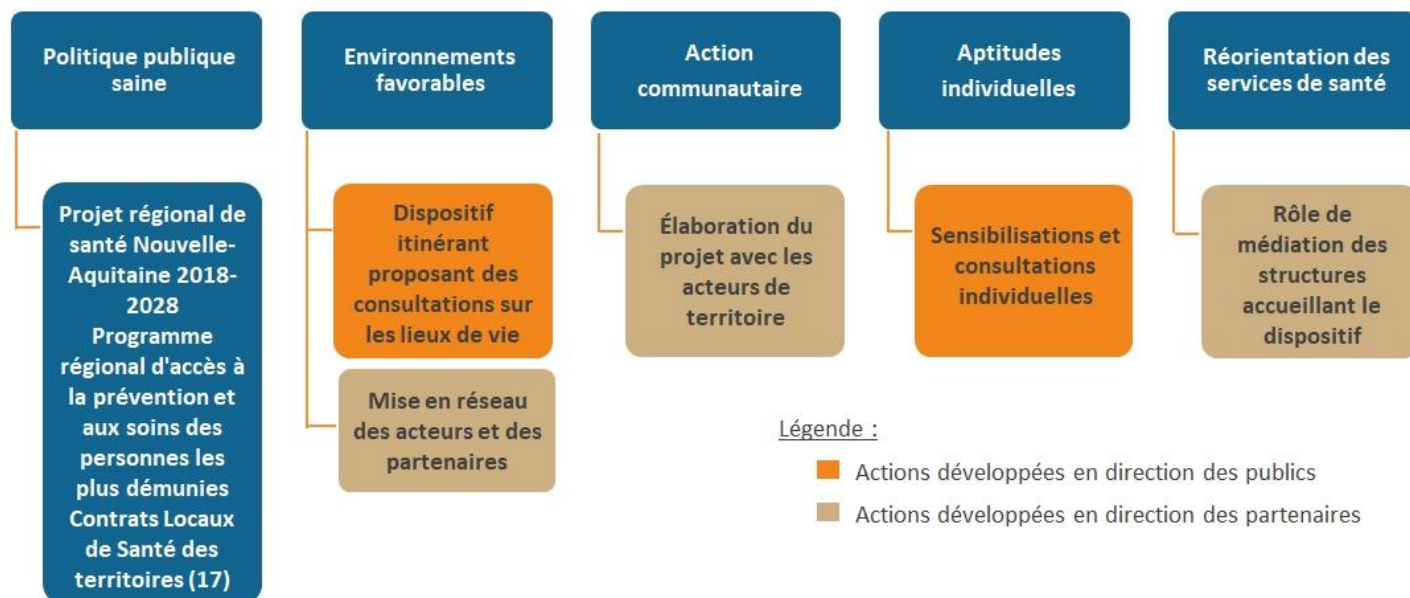 Politique publique
saine
Environnements
favorables
Action
communautaire
Aptitudes
individuelles
Réorientation des
services de santé
Projet régional de
santé Nouvelle-
Aquitaine 2018-
2028
Programme
régional d'accès à
la prévention et
aux soins des
personnes les
plus démunies
Contrats Locaux
de Santé des
territoires (17)
Dispositif
itinérant
proposant des
consultations sur
les lieux de vie
Mise en réseau
des acteurs et des
partenaires
Élaboration du
projet avec les
acteurs de
territoire
Sensibilisations et
consultations
individuelles
Rôle de
médiation des
structures
accueillant le
dispositif
Légende :
Actions développées en direction des publics
Actions développées en direction des partenaires